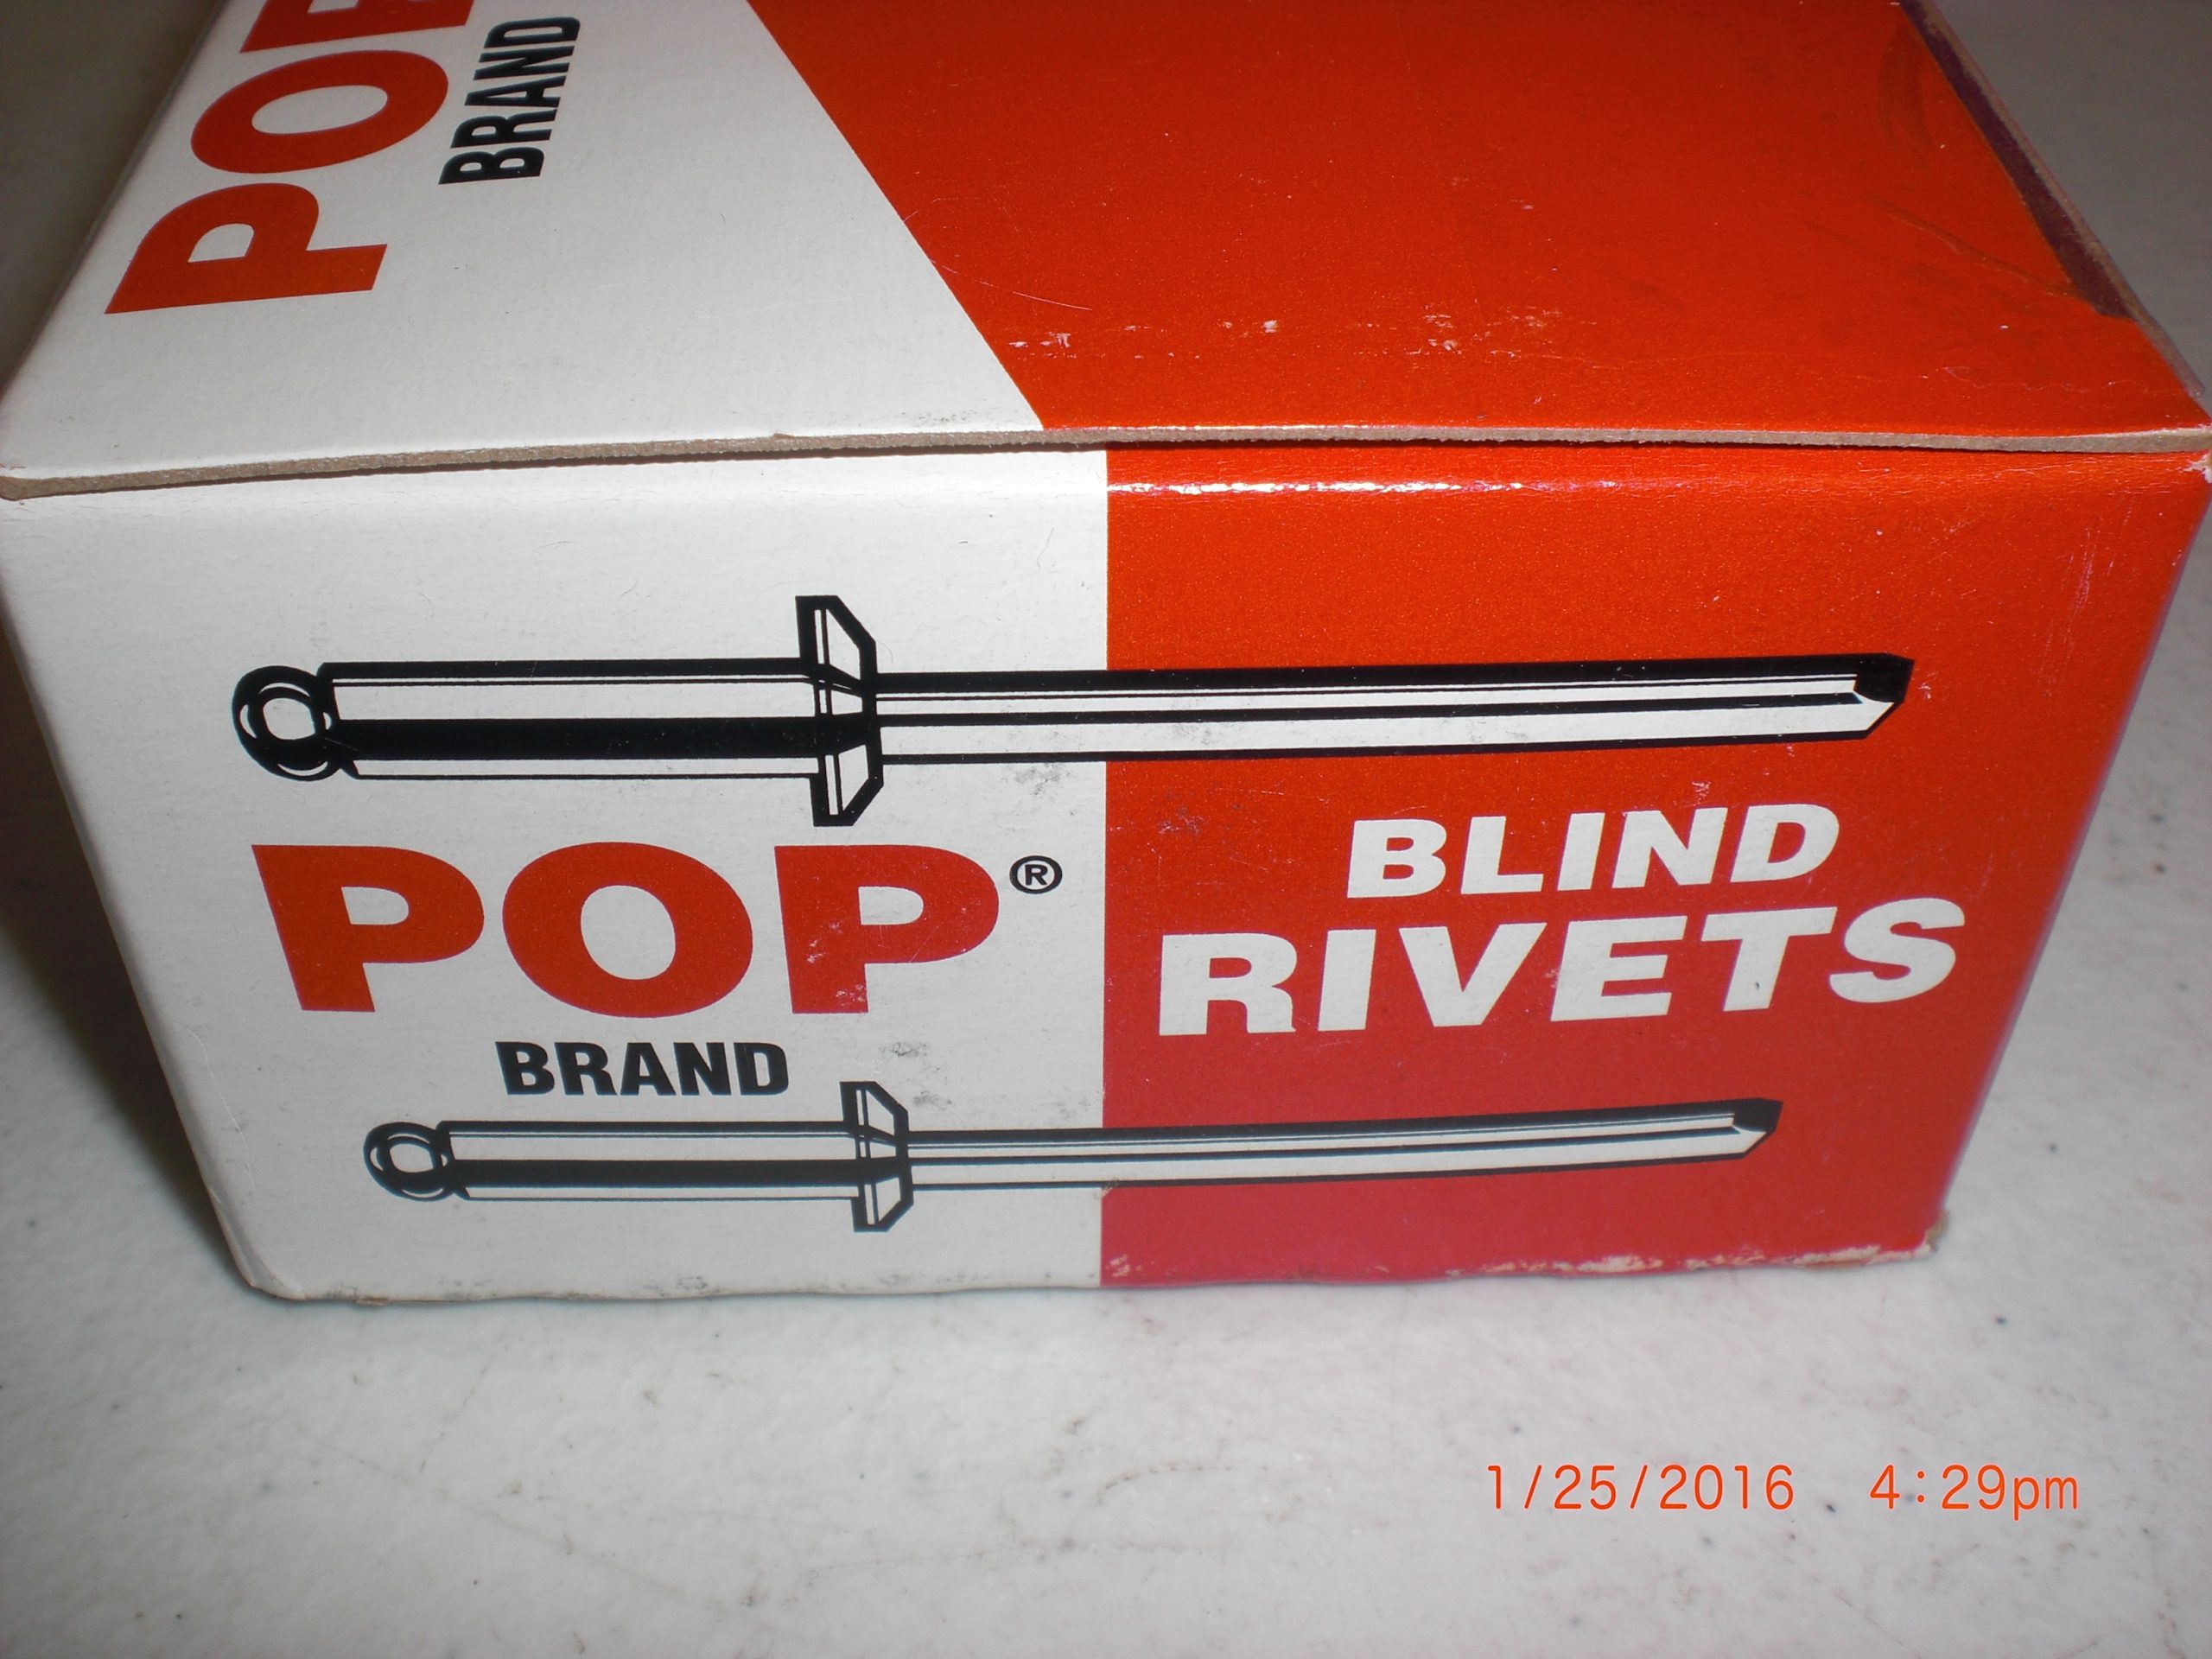 POP
BRAND
POP®
BRAND
BLIND
RIVETS
1/25/2016 4:29pm